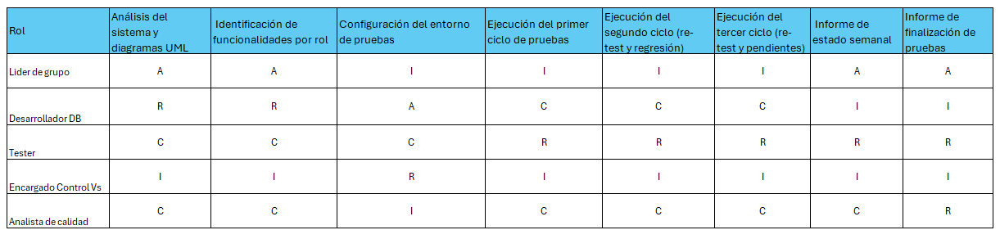 Rol | Análisis del sistema y diagramas UML | Identificación de funcionalidades por rol | Configuración del entorno de pruebas | Ejecución del primer ciclo de pruebas | Ejecución del segundo ciclo (re-test y regresión) | Ejecución del tercer ciclo (re-test y pendientes) | Informe de estado semanal | Informe de finalización de pruebas
Lider de grupo | A | A | I | I | I | I | A | A
Desarrollador DB | R | R | A | C | C | C | I | I
Tester | C | C | C | R | R | R | R | R
Encargado Control Vs | I | I | R | I | I | I | I | I
Analista de calidad | C | C | I | C | C | C | C | R